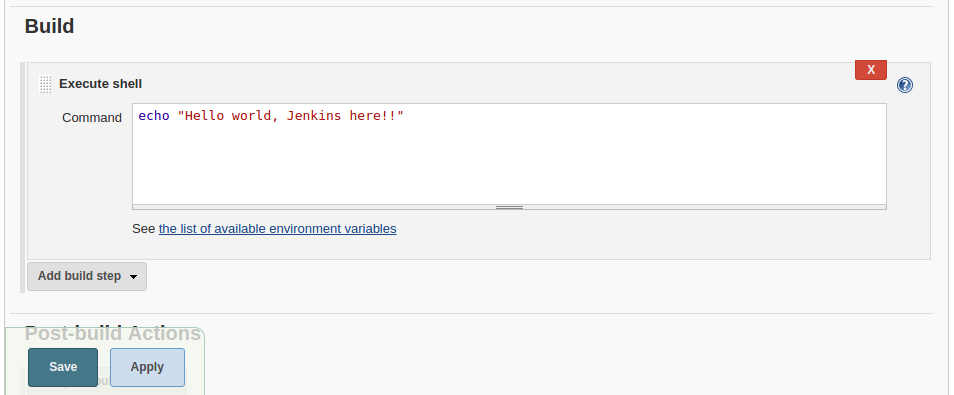 Build
X
Execute shell
?
Command
echo "Hello world, Jenkins here!!"
See the list of available environment variables
Add build step
Post-build Actions
Save
Apply